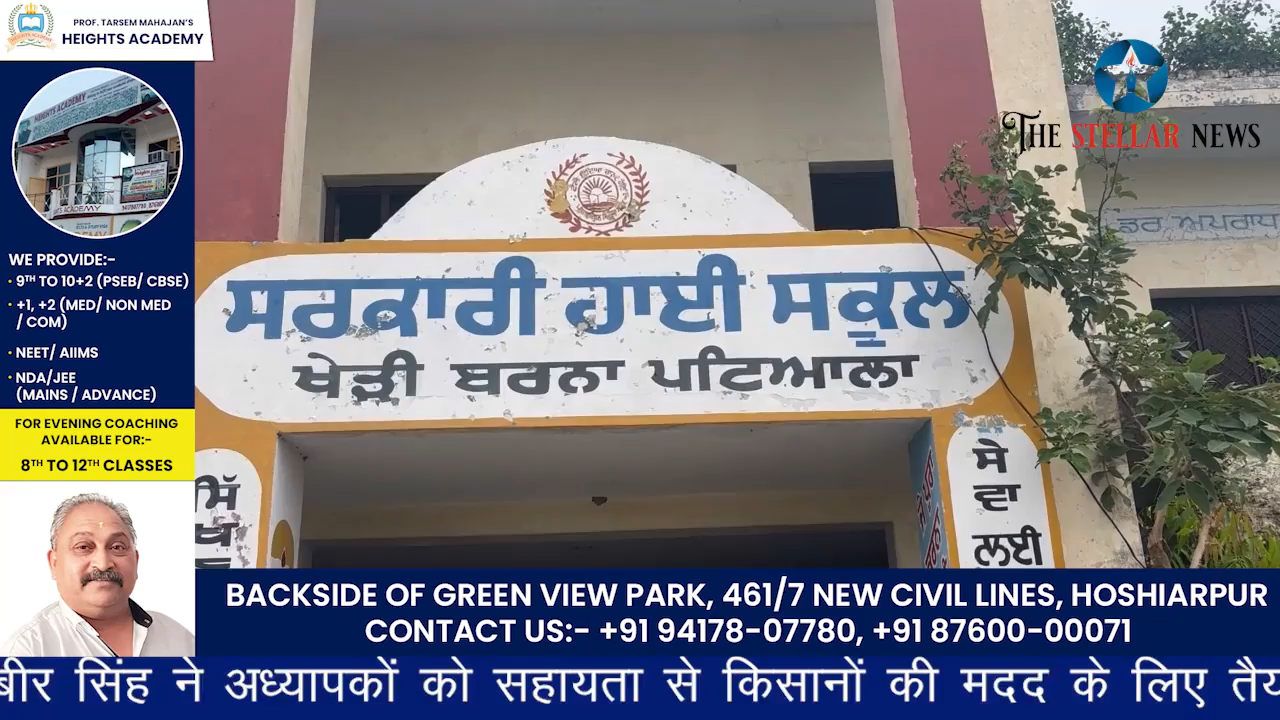 PROF. TARSEM MAHAJAN'S
HEIGHTS ACADEMY
HEIGHTS ACADEMY
WE PROVIDE:-
• 9TH TO 10+2 (PSEB/ CBSE)
• +1, +2 (MED/ NON MED
/ COM)
• NEET/ AIIMS
• NDA/JEE
(MAINS / ADVANCE)
FOR EVENING COACHING
AVAILABLE FOR:-
8TH TO 12TH CLASSES
THE STELLAR NEWS
ਸਰਕਾਰੀ ਹਾਈ ਸਕੂਲ
ਖੇੜੀ ਬਰਨਾ ਪਟਿਆਲਾ
ਸੇ
ਵਾ
ਲਈ
BACKSIDE OF GREEN VIEW PARK, 461/7 NEW CIVIL LINES, HOSHIARPUR
CONTACT US:- +91 94178-07780, +91 87600-00071
बीर सिंह ने अध्यापकों को सहायता से किसानों की मदद के लिए तैय